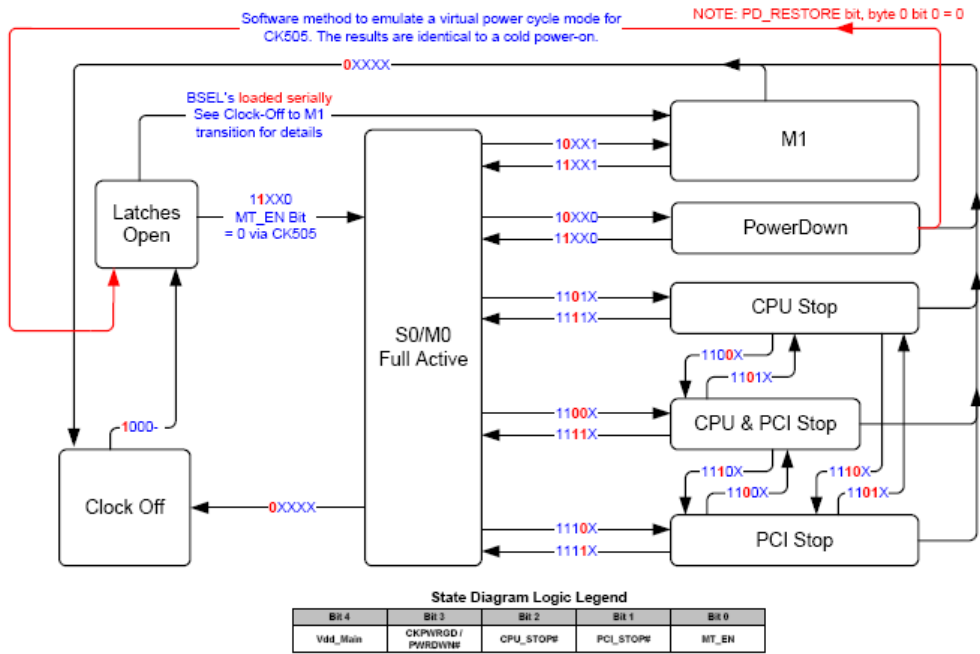 Software method to emulate a virtual power cycle mode for
CK505. The results are identical to a cold power-on.
NOTE: PD_RESTORE bit, byte 0 bit 0 = 0
0XXXX
BSEL's loaded serially
See Clock-Off to M1
transition for details
M1
10XX1
11XX1
Latches
Open
11XX0
MT_EN Bit
= 0 via CK505
10XX0
11XX0
PowerDown
S0/M0
Full Active
1101X
1111X
CPU Stop
1100X
1101X
1100X
1111X
CPU & PCI Stop
1000-
Clock Off
0XXXX
1110X
1100X
1110X
1101X
1110X
1111X
PCI Stop
State Diagram Logic Legend
Bit 4 Bit 3 Bit 2 Bit 1 Bit 0
Vdd_Main CKPWRGD / PWRDWN# CPU_STOP# PCI_STOP# MT_EN